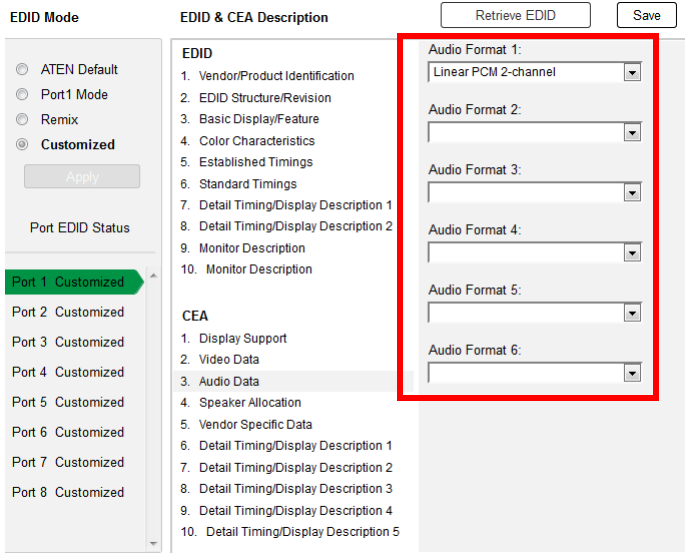 EDID Mode
ATEN Default
Port1 Mode
Remix
Customized
Apply
Port EDID Status
Port 1 Customized
Port 2 Customized
Port 3 Customized
Port 4 Customized
Port 5 Customized
Port 6 Customized
Port 7 Customized
Port 8 Customized
EDID & CEA Description
EDID
1. Vendor/Product Identification
2. EDID Structure/Revision
3. Basic Display/Feature
4. Color Characteristics
5. Established Timings
6. Standard Timings
7. Detail Timing/Display Description 1
8. Detail Timing/Display Description 2
9. Monitor Description
10. Monitor Description
CEA
1. Display Support
2. Video Data
3. Audio Data
4. Speaker Allocation
5. Vendor Specific Data
6. Detail Timing/Display Description 1
7. Detail Timing/Display Description 2
8. Detail Timing/Display Description 3
9. Detail Timing/Display Description 4
10. Detail Timing/Display Description 5
Retrieve EDID
Save
Audio Format 1:
Linear PCM 2-channel
Audio Format 2:
Audio Format 3:
Audio Format 4:
Audio Format 5:
Audio Format 6: